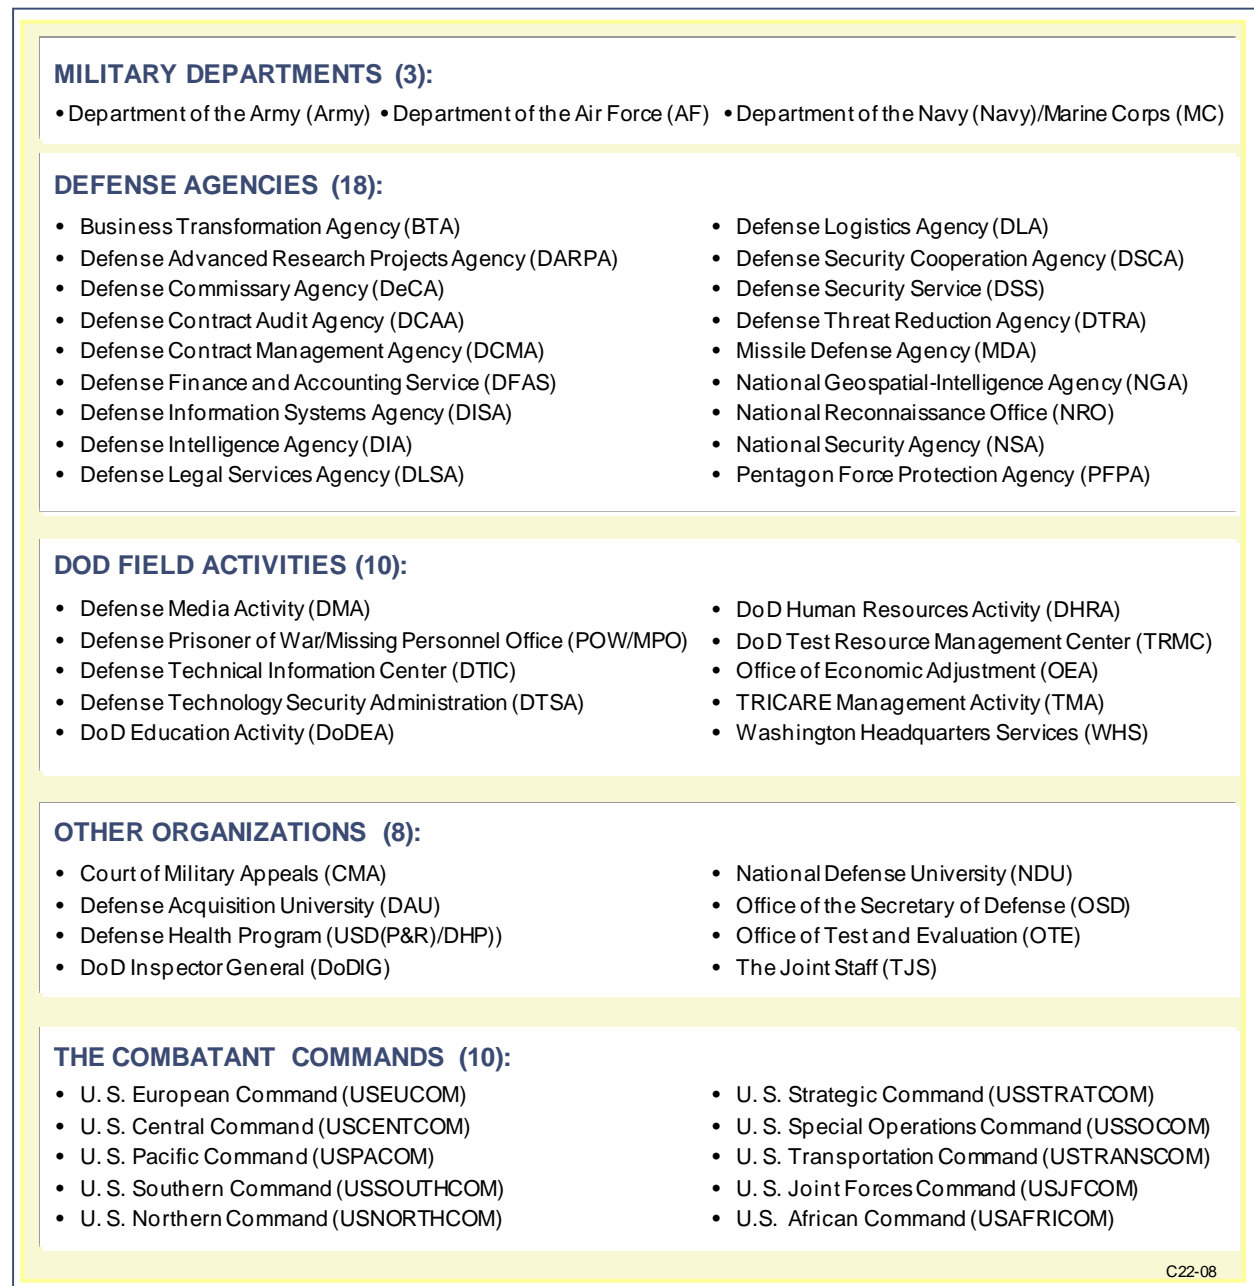 MILITARY DEPARTMENTS (3):
• Department of the Army (Army) • Department of the Air Force (AF) • Department of the Navy (Navy)/Marine Corps (MC)
DEFENSE AGENCIES (18):
• Business Transformation Agency (BTA)
• Defense Advanced Research Projects Agency (DARPA)
• Defense Commissary Agency (DeCA)
• Defense Contract Audit Agency (DCAA)
• Defense Contract Management Agency (DCMA)
• Defense Finance and Accounting Service (DFAS)
• Defense Information Systems Agency (DISA)
• Defense Intelligence Agency (DIA)
• Defense Legal Services Agency (DLSA)
• Defense Logistics Agency (DLA)
• Defense Security Cooperation Agency (DSCA)
• Defense Security Service (DSS)
• Defense Threat Reduction Agency (DTRA)
• Missile Defense Agency (MDA)
• National Geospatial-Intelligence Agency (NGA)
• National Reconnaissance Office (NRO)
• National Security Agency (NSA)
• Pentagon Force Protection Agency (PFPA)
DOD FIELD ACTIVITIES (10):
• Defense Media Activity (DMA)
• Defense Prisoner of War/Missing Personnel Office (POW/MPO)
• Defense Technical Information Center (DTIC)
• Defense Technology Security Administration (DTSA)
• DoD Education Activity (DoDEA)
• DoD Human Resources Activity (DHRA)
• DoD Test Resource Management Center (TRMC)
• Office of Economic Adjustment (OEA)
• TRICARE Management Activity (TMA)
• Washington Headquarters Services (WHS)
OTHER ORGANIZATIONS (8):
• Court of Military Appeals (CMA)
• Defense Acquisition University (DAU)
• Defense Health Program (USD(P&R)/DHP))
• DoD Inspector General (DoDIG)
• National Defense University (NDU)
• Office of the Secretary of Defense (OSD)
• Office of Test and Evaluation (OTE)
• The Joint Staff (TJS)
THE COMBATANT COMMANDS (10):
• U. S. European Command (USEUCOM)
• U. S. Central Command (USCENTCOM)
• U. S. Pacific Command (USPACOM)
• U. S. Southern Command (USSOUTHCOM)
• U. S. Northern Command (USNORTHCOM)
• U. S. Strategic Command (USSTRATCOM)
• U. S. Special Operations Command (USSOCOM)
• U. S. Transportation Command (USTRANSCOM)
• U. S. Joint Forces Command (USJFCOM)
• U.S. African Command (USAFRICOM)
C22-08